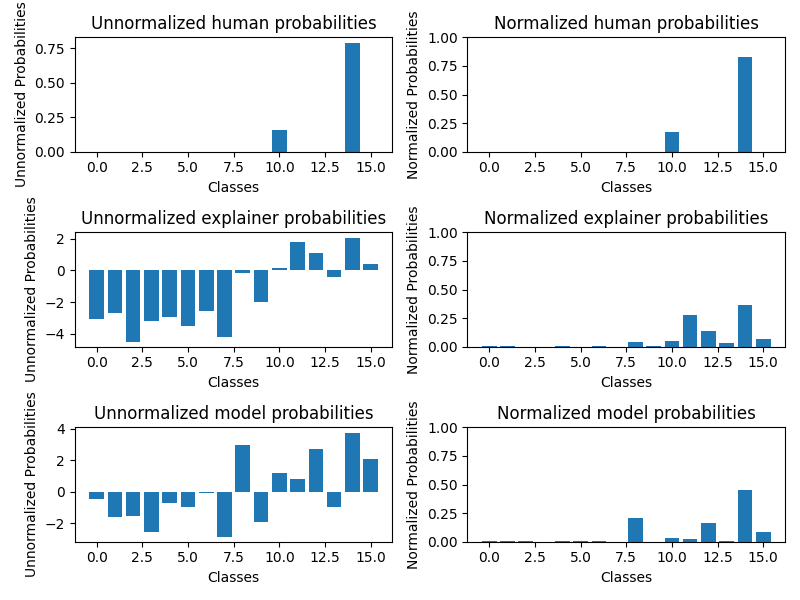 Unnormalized human probabilities
Unnormalized Probabilities
0.75
0.50
0.25
0.00
0.0 2.5 5.0 7.5 10.0 12.5 15.0
Classes
Normalized human probabilities
Normalized Probabilities
1.00
0.75
0.50
0.25
0.00
0.0 2.5 5.0 7.5 10.0 12.5 15.0
Classes
Unnormalized explainer probabilities
Unnormalized Probabilities
2
0
−2
−4
0.0 2.5 5.0 7.5 10.0 12.5 15.0
Classes
Normalized explainer probabilities
Normalized Probabilities
1.00
0.75
0.50
0.25
0.00
0.0 2.5 5.0 7.5 10.0 12.5 15.0
Classes
Unnormalized model probabilities
Unnormalized Probabilities
4
2
0
−2
0.0 2.5 5.0 7.5 10.0 12.5 15.0
Classes
Normalized model probabilities
Normalized Probabilities
1.00
0.75
0.50
0.25
0.00
0.0 2.5 5.0 7.5 10.0 12.5 15.0
Classes